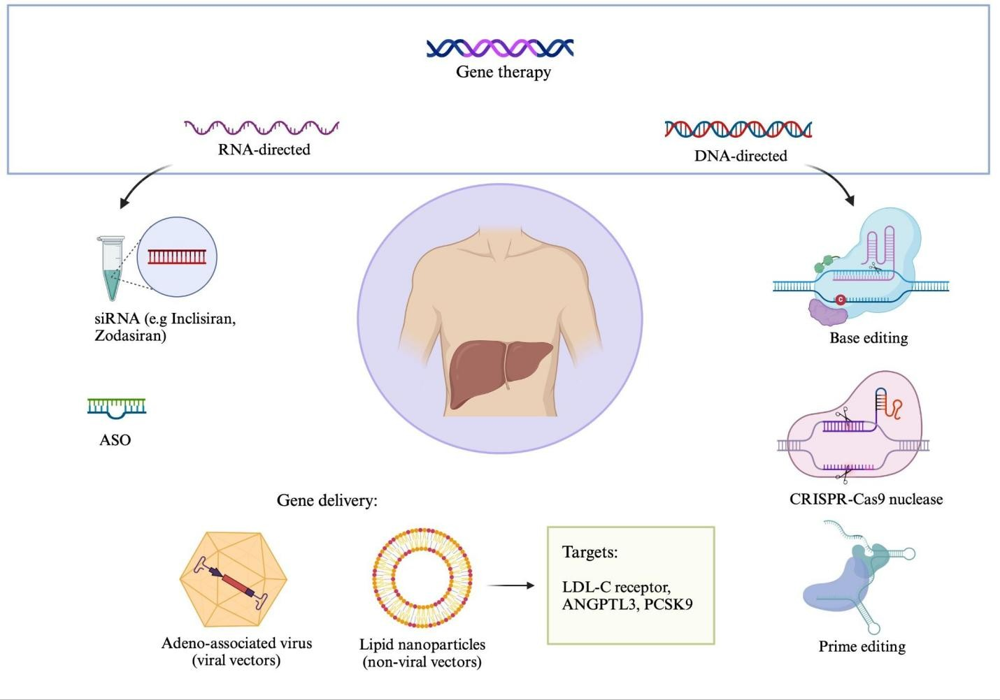 Gene therapy
RNA-directed
DNA-directed
siRNA (e.g Inclisiran,
Zodasiran)
C
Base editing
ASO
CRISPR-Cas9 nuclease
Gene delivery:
Targets:
LDL-C receptor,
ANGPTL3, PCSK9
Adeno-associated virus
(viral vectors)
Lipid nanoparticles
(non-viral vectors)
Prime editing